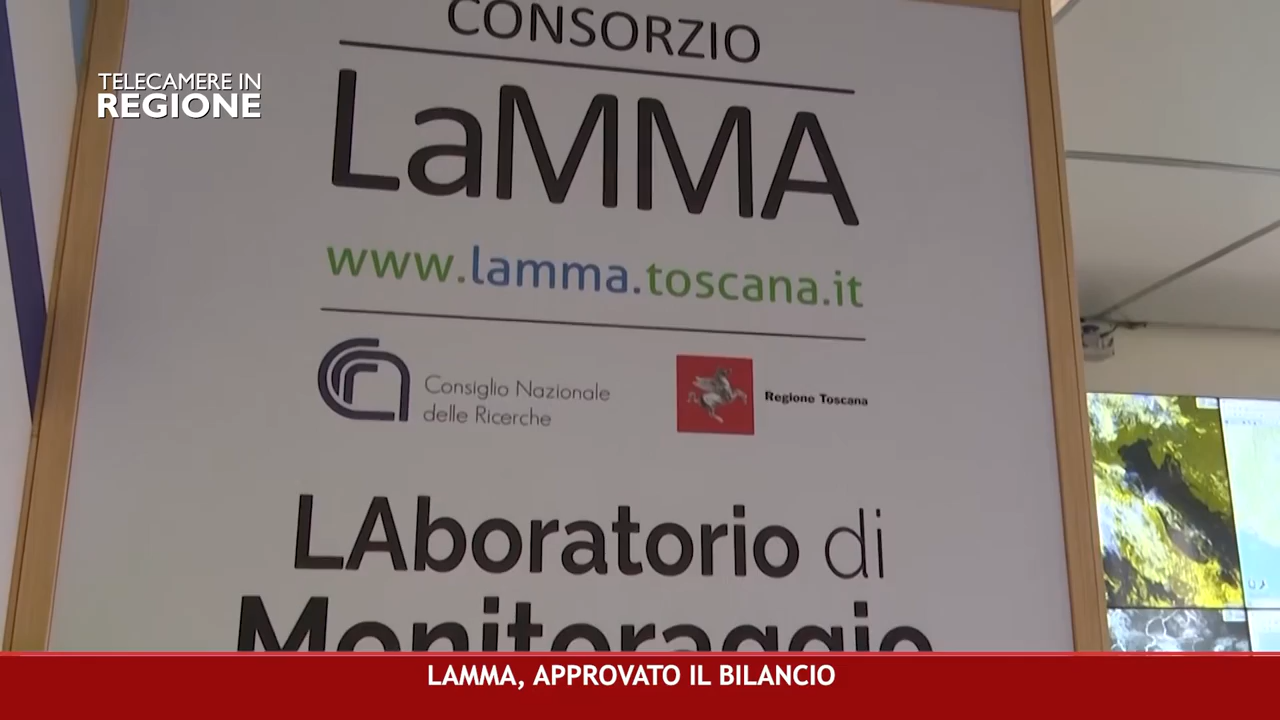 TELECAMERE IN
REGIONE
CONSORZIO
LaMMA
www.lamma.toscana.it
Consiglio Nazionale
delle Ricerche
Regione Toscana
LAboratorio di
Monitoraggio
LAMMA, APPROVATO IL BILANCIO